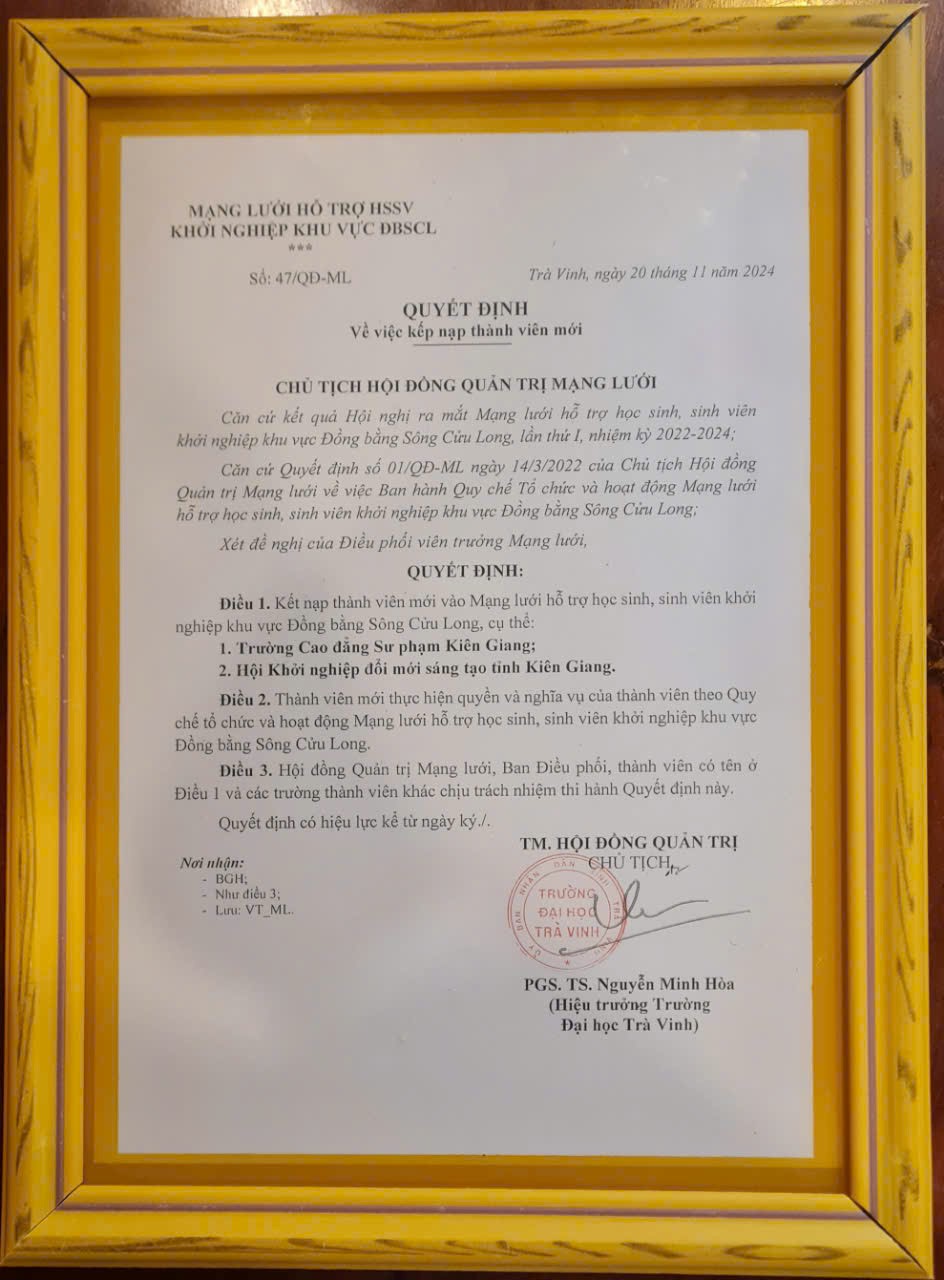 MẠNG LƯỚI HỖ TRỢ HSSV
KHỞI NGHIỆP KHU VỰC ĐBSCL
***
Số: 47/QĐ-ML
Trà Vinh, ngày 20 tháng 11 năm 2024
QUYẾT ĐỊNH
Về việc kếp nạp thành viên mới
CHỦ TỊCH HỘI ĐỒNG QUẢN TRỊ MẠNG LƯỚI
Căn cứ kết quả Hội nghị ra mắt Mạng lưới hỗ trợ học sinh, sinh viên
khởi nghiệp khu vực Đồng bằng Sông Cửu Long, lần thứ I, nhiệm kỳ 2022-2024;
Căn cứ Quyết định số 01/QĐ-ML ngày 14/3/2022 của Chủ tịch Hội đồng
Quản trị Mạng lưới về việc Ban hành Quy chế Tổ chức và hoạt động Mạng lưới
hỗ trợ học sinh, sinh viên khởi nghiệp khu vực Đồng bằng Sông Cửu Long;
Xét đề nghị của Điều phối viên trưởng Mạng lưới,
QUYẾT ĐỊNH:
Điều 1. Kết nạp thành viên mới vào Mạng lưới hỗ trợ học sinh, sinh viên khởi
nghiệp khu vực Đồng bằng Sông Cửu Long, cụ thể:
1. Trường Cao đẳng Sư phạm Kiên Giang;
2. Hội Khởi nghiệp đổi mới sáng tạo tỉnh Kiên Giang.
Điều 2. Thành viên mới thực hiện quyền và nghĩa vụ của thành viên theo Quy
chế tổ chức và hoạt động Mạng lưới hỗ trợ học sinh, sinh viên khởi nghiệp khu vực
Đồng bằng Sông Cửu Long.
Điều 3. Hội đồng Quản trị Mạng lưới, Ban Điều phối, thành viên có tên ở
Điều 1 và các trường thành viên khác chịu trách nhiệm thi hành Quyết định này.
Quyết định có hiệu lực kể từ ngày ký./.
TM. HỘI ĐỒNG QUẢN TRỊ
CHỦ TỊCH
Nơi nhận:
- BGH;
- Như điều 3;
- Lưu: VT_ML.
ỦY BAN NHÂN DÂN TỈNH TRÀ VINH
TRƯỜNG
ĐẠI HỌC
TRÀ VINH
PGS. TS. Nguyễn Minh Hòa
(Hiệu trưởng Trường
Đại học Trà Vinh)